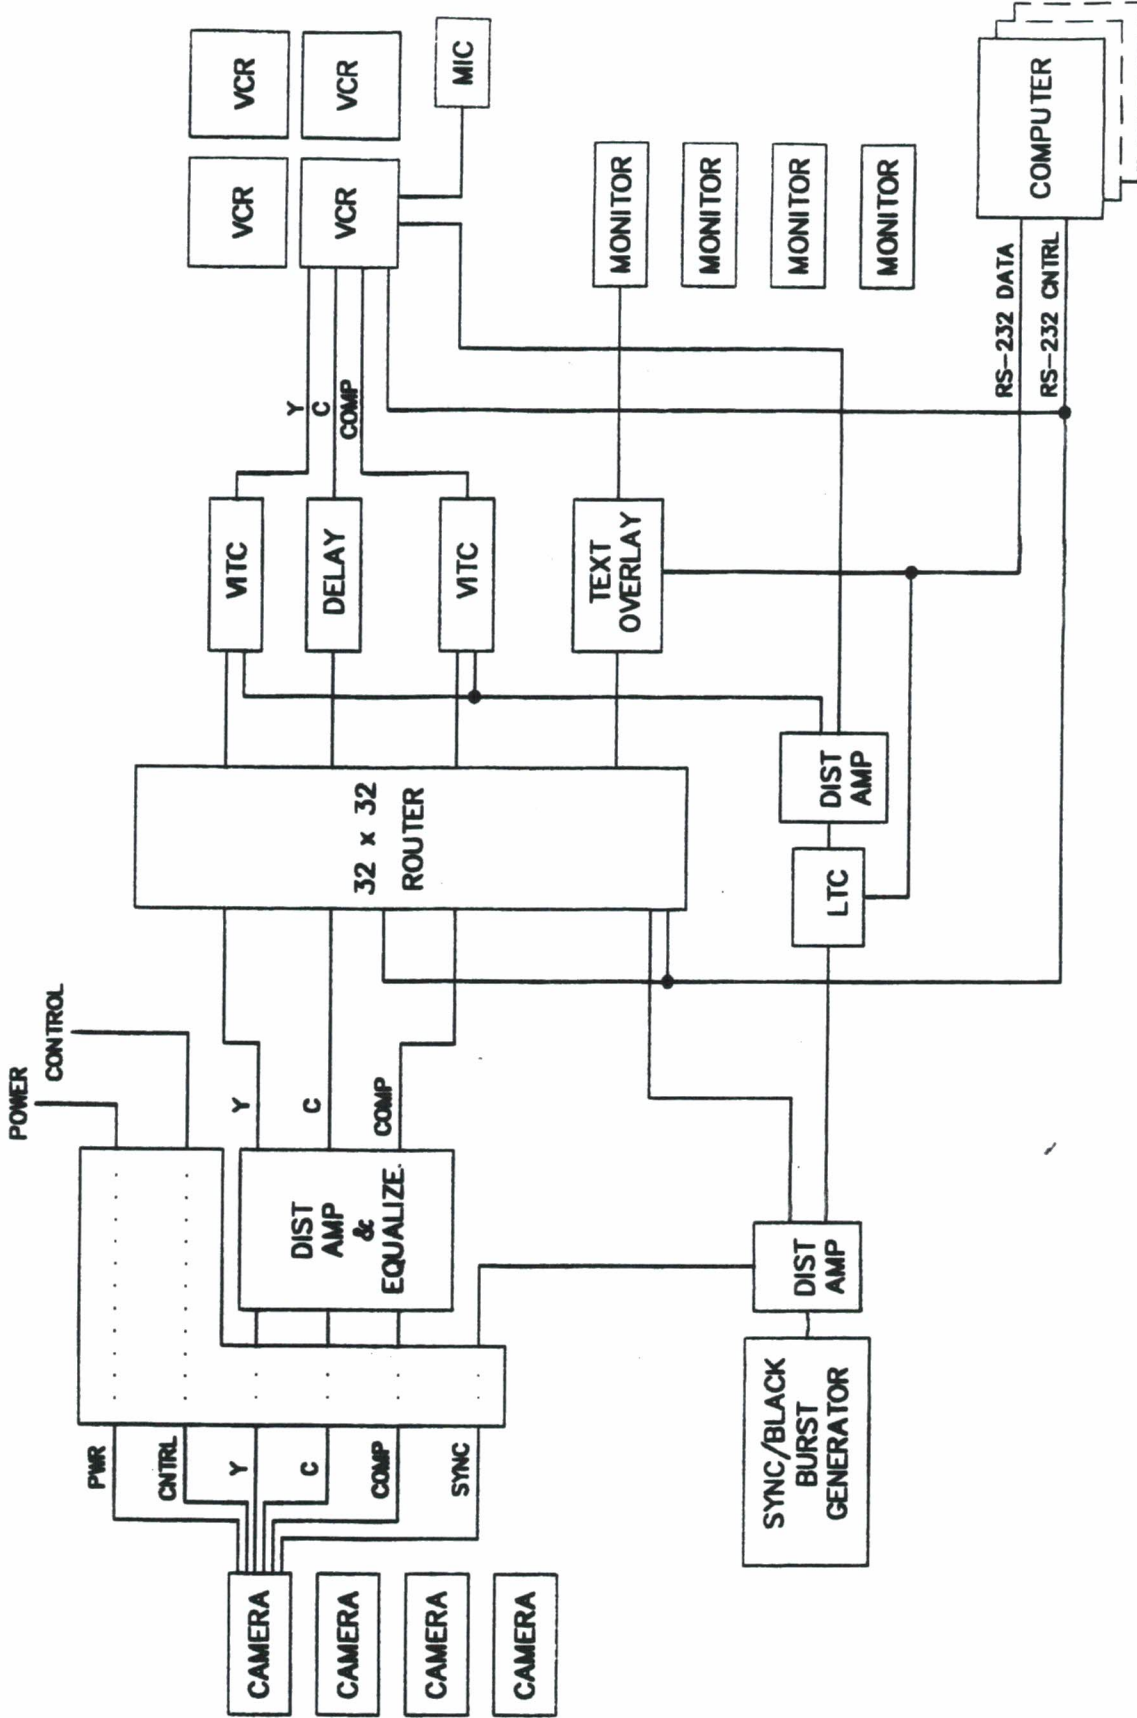 POWER
CONTROL
PWR
CNTRL
Y
C
COMP
SYNC
CAMERA
CAMERA
CAMERA
CAMERA
DIST
AMP
&
EQUALIZE
Y
C
COMP
SYNC/BLACK
BURST
GENERATOR
DIST
AMP
32 x 32
ROUTER
LTC
DIST
AMP
VITC
DELAY
VITC
TEXT
OVERLAY
Y
C
COMP
VCR
VCR
VCR
VCR
MIC
MONITOR
MONITOR
MONITOR
MONITOR
RS-232 DATA
RS-232 CNTRL
COMPUTER